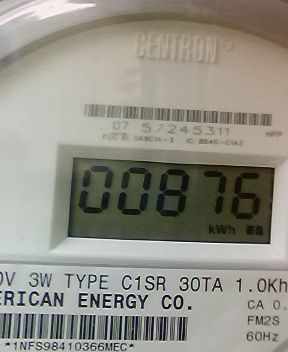 CENTRON
07 57245311
HPP
00876
kWh
0V 3W TYPE C1SR 30TA 1.0Kh
ERICAN ENERGY CO.
CA 0.
FM2S
60Hz
*1NFS98410366MEC*